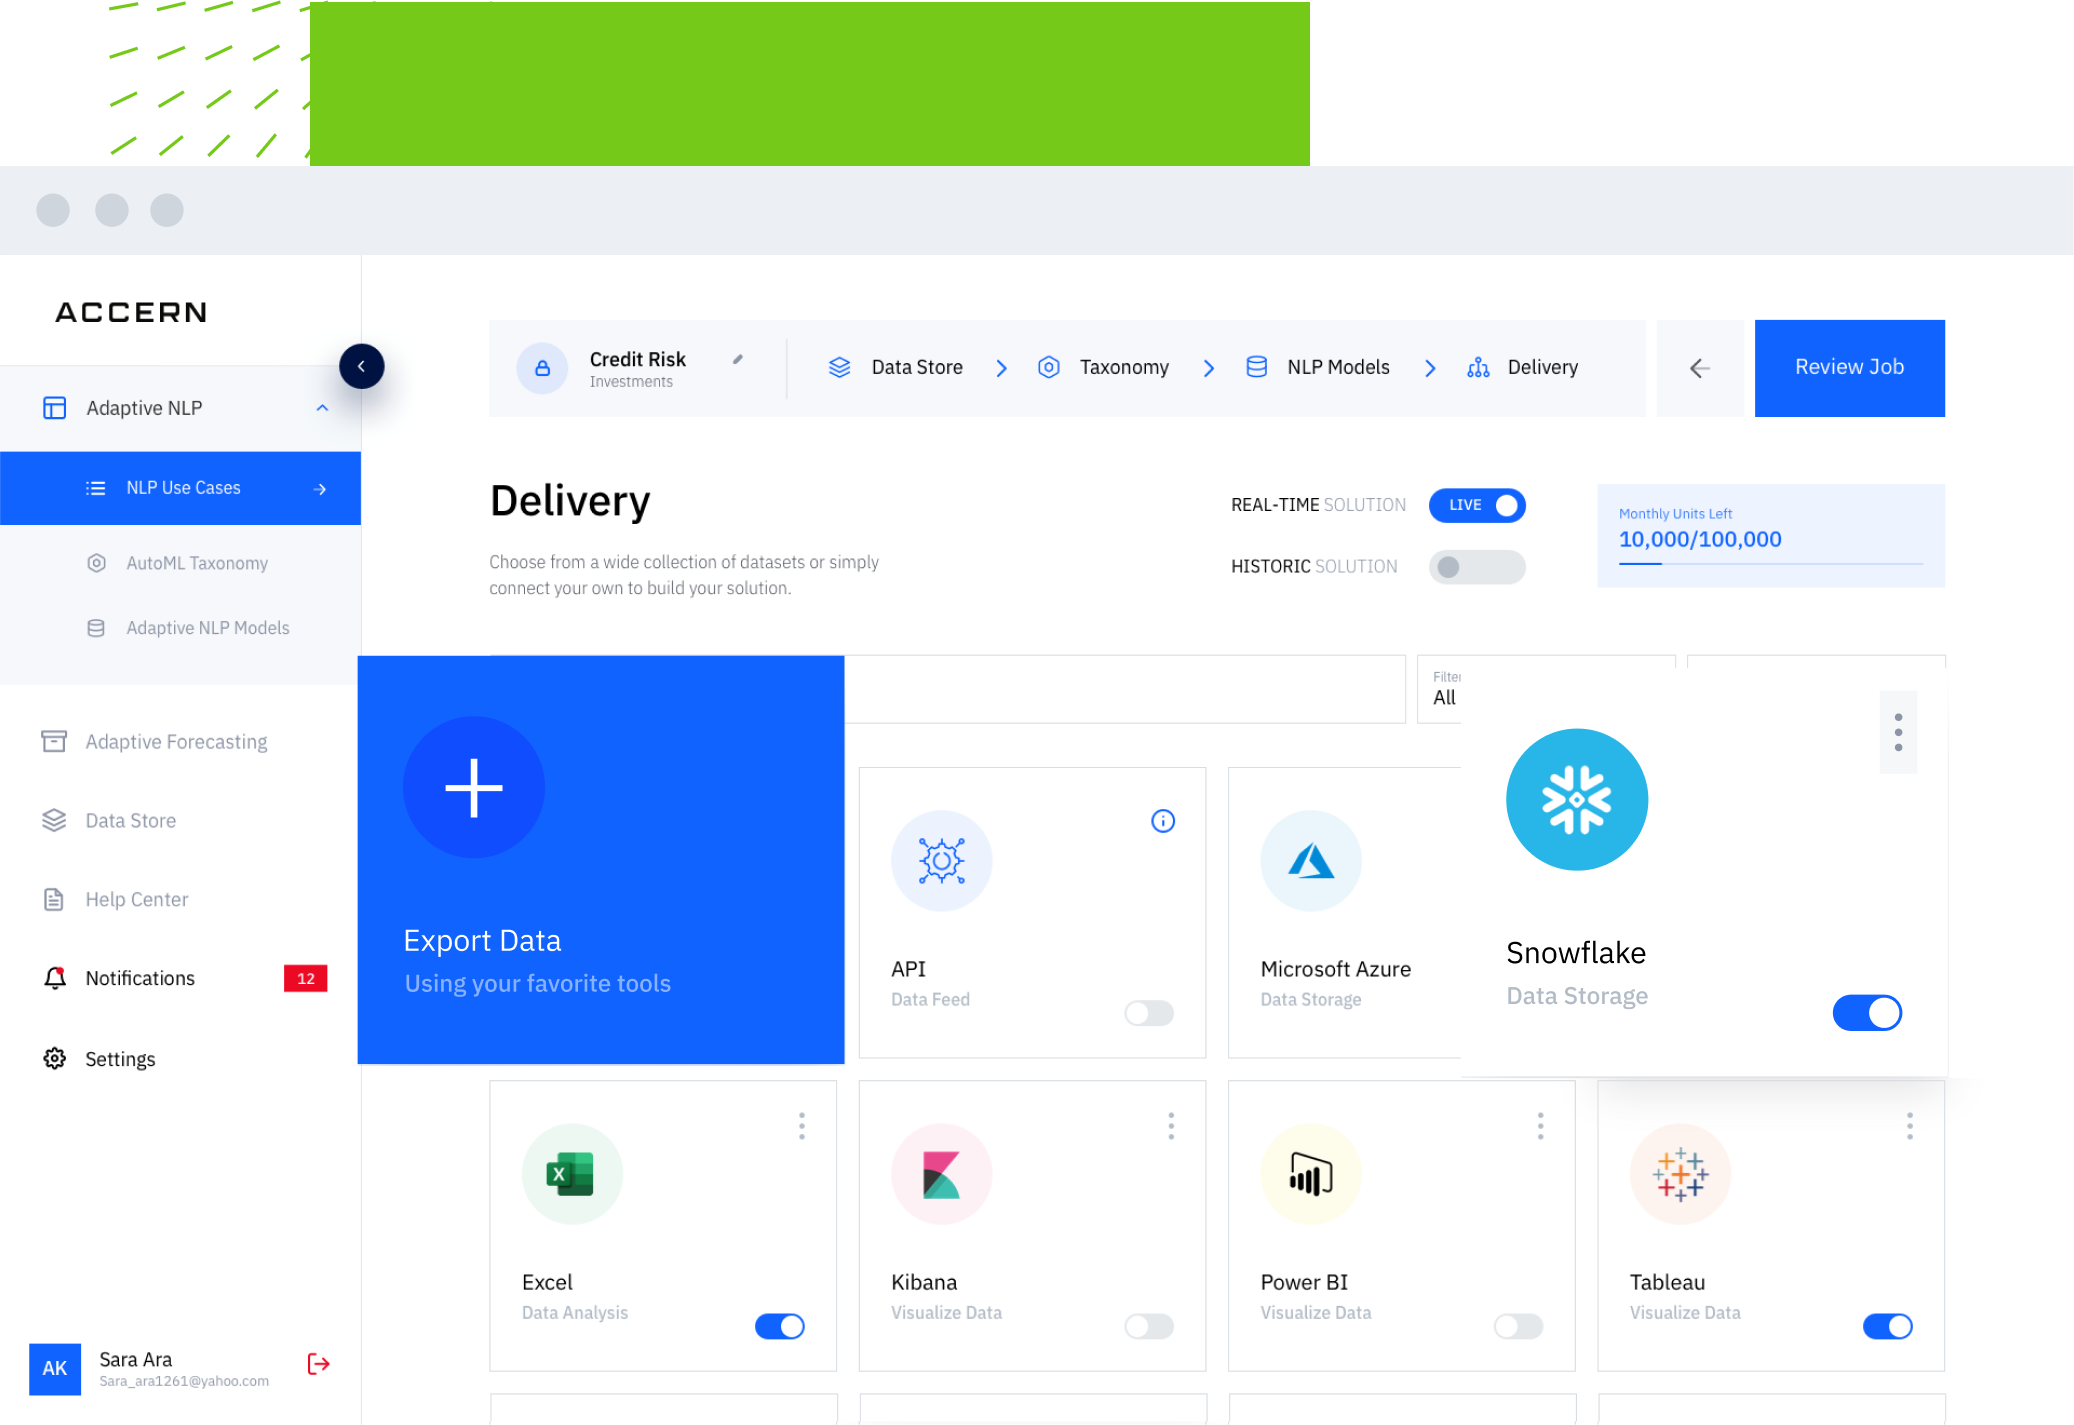 ACCERN
Adaptive NLP
NLP Use Cases
AutoML Taxonomy
Adaptive NLP Models
Adaptive Forecasting
Data Store
Help Center
Notifications 12
Settings
AK
Sara Ara
Sara_ara1261@yahoo.com
Credit Risk
Investments
Data Store
Taxonomy
NLP Models
Delivery
Review Job
Delivery
Choose from a wide collection of datasets or simply
connect your own to build your solution.
REAL-TIME SOLUTION LIVE
HISTORIC SOLUTION
Monthly Units Left
10,000/100,000
All
Export Data
Using your favorite tools
API
Data Feed
Microsoft Azure
Data Storage
Snowflake
Data Storage
X
Excel
Data Analysis
Kibana
Visualize Data
Power BI
Visualize Data
Tableau
Visualize Data